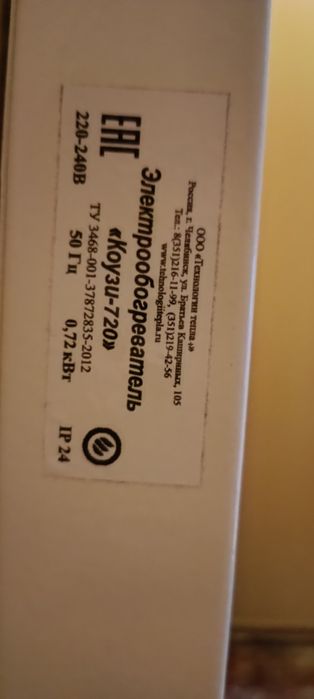 ООО «Технологии тепла+»
Россия, г. Челябинск, ул. Братьев Кашириных, 105
Тел.: 8(351)216-11-99, (351)219-42-56
www.tehnologiitepla.ru
Электрообогреватель
EAC «Коузи-720»
ТУ 3468-001-37872835-2012
220-240В 50 Гц 0,72 кВт IP 24